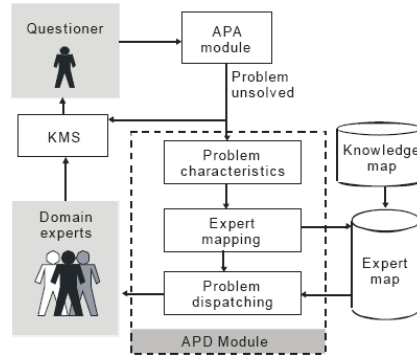 Questioner
APA
module
Problem
unsolved
KMS
Problem
characteristics
Knowledge
map
Domain
experts
Expert
mapping
Expert
map
Problem
dispatching
APD Module